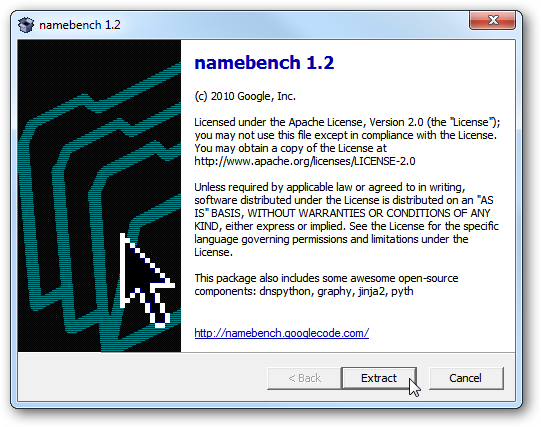 namebench 1.2
namebench 1.2
(c) 2010 Google, Inc.
Licensed under the Apache License, Version 2.0 (the "License");
you may not use this file except in compliance with the License.
You may obtain a copy of the License at
http://www.apache.org/licenses/LICENSE-2.0
Unless required by applicable law or agreed to in writing,
software distributed under the License is distributed on an "AS
IS" BASIS, WITHOUT WARRANTIES OR CONDITIONS OF ANY
KIND, either express or implied. See the License for the specific
language governing permissions and limitations under the
License.
This package also includes some awesome open-source
components: dnspython, graphy, jinja2, pyth
http://namebench.googlecode.com/
< Back Extract Cancel